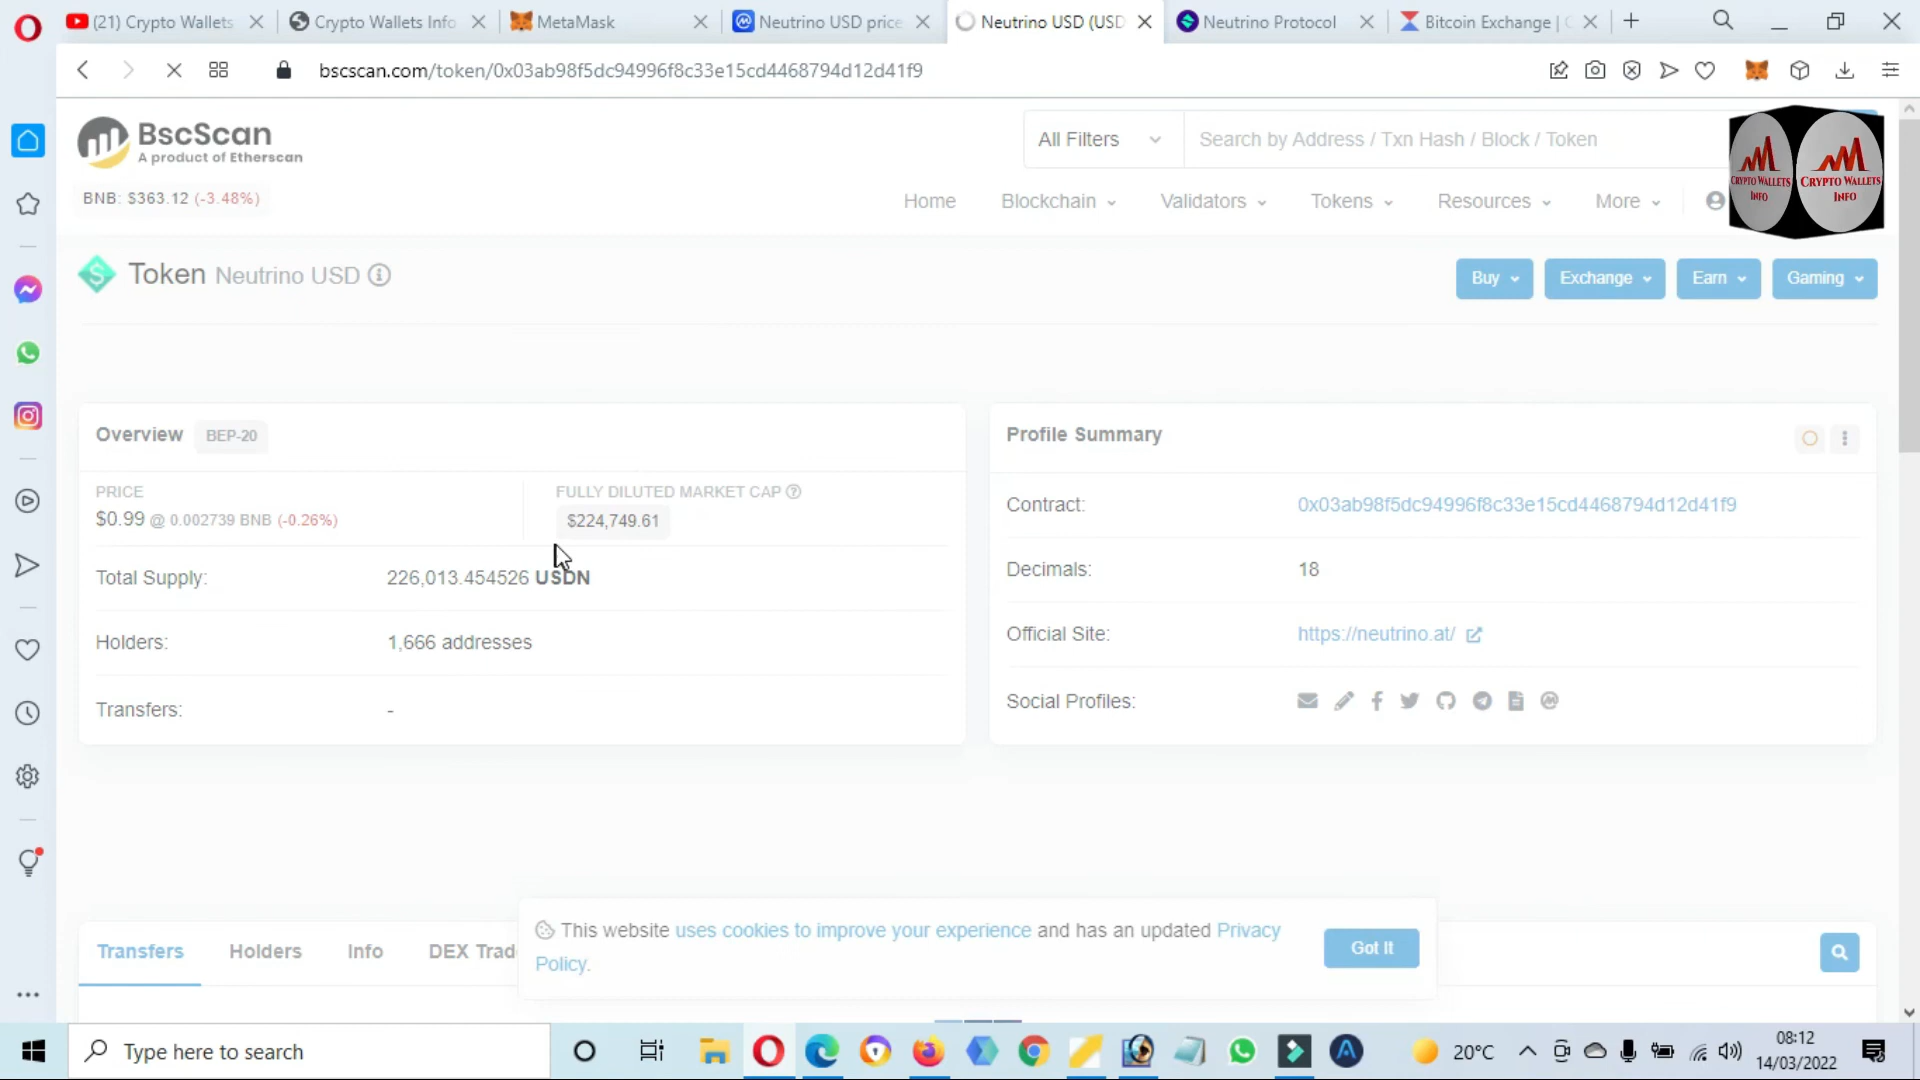 (21) Crypto Wallets
Crypto Wallets Info
MetaMask
Neutrino USD price
Neutrino USD (USD
Neutrino Protocol
Bitcoin Exchange | C
bscscan.com/token/0x03ab98f5dc94996f8c33e15cd4468794d12d41f9
BscScan
A product of Etherscan
All Filters
Search by Address / Txn Hash / Block / Token
CRYPTO WALLETS
INFO
CRYPTO WALLETS
INFO
BNB: $363.12 (-3.48%)
Home
Blockchain
Validators
Tokens
Resources
More
Token Neutrino USD
Buy
Exchange
Earn
Gaming
Overview BEP-20
PRICE
$0.99 @ 0.002739 BNB (-0.26%)
FULLY DILUTED MARKET CAP
$224,749.61
Total Supply: 226,013.454526 USDN
Holders: 1,666 addresses
Transfers: -
Profile Summary
Contract: 0x03ab98f5dc94996f8c33e15cd4468794d12d41f9
Decimals: 18
Official Site: https://neutrino.at/
Social Profiles:
Transfers
Holders
Info
DEX Trad
This website uses cookies to improve your experience and has an updated Privacy
Policy.
Got It
Type here to search
20°C
08:12
14/03/2022